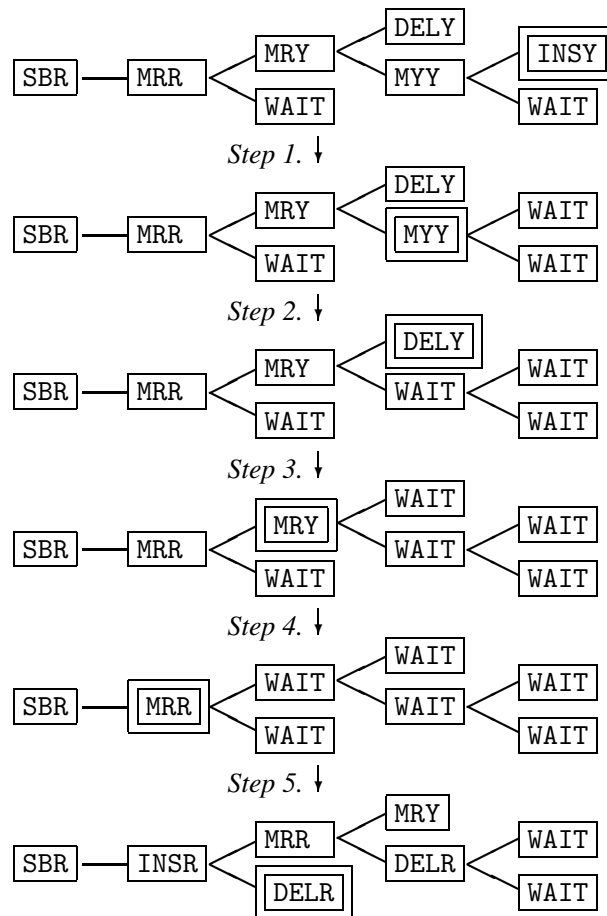 DELY
MRY INSY
SBR MRR MYY
WAIT WAIT
Step 1.
DELY
MRY WAIT
SBR MRR MYY
WAIT WAIT
Step 2.
DELY
MRY WAIT
SBR MRR WAIT
WAIT WAIT
Step 3.
WAIT
MRY WAIT
SBR MRR WAIT
WAIT WAIT
Step 4.
WAIT
WAIT WAIT
SBR MRR WAIT
WAIT WAIT
Step 5.
MRY
MRR WAIT
SBR INSR DELR
DELR WAIT